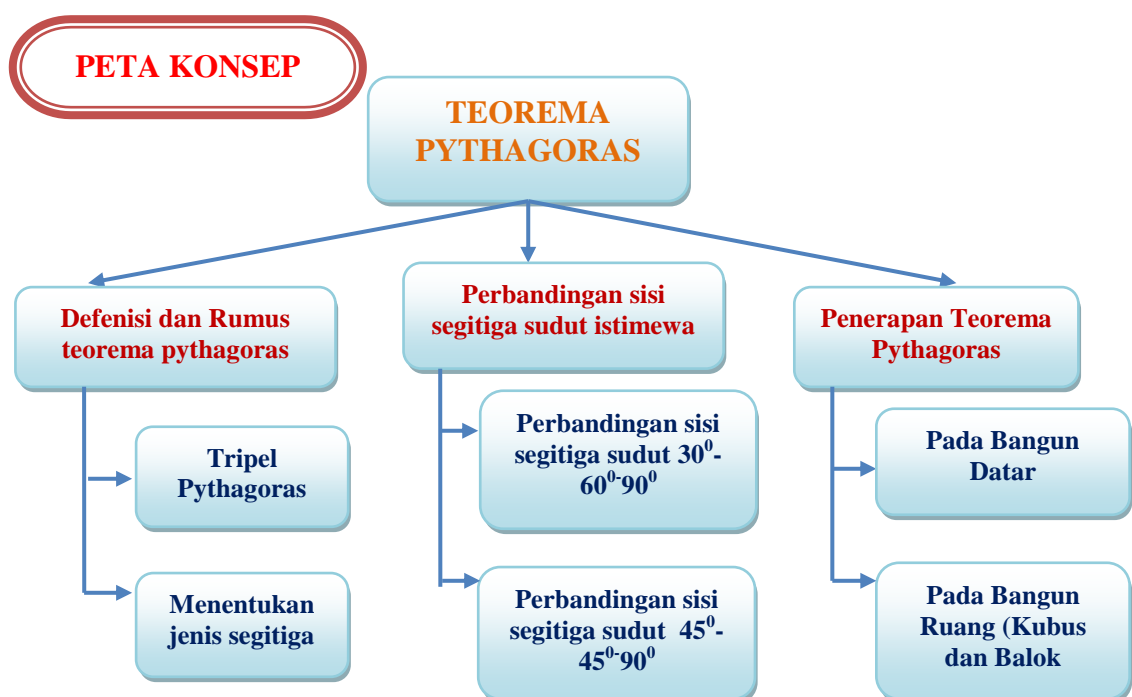 PETA KONSEP
TEOREMA
PYTHAGORAS
Defenisi dan Rumus
teorema pythagoras
Tripel
Pythagoras
Menentukan
jenis segitiga
Perbandingan sisi
segitiga sudut istimewa
Perbandingan sisi
segitiga sudut 30⁰-
60⁰⁻90⁰
Perbandingan sisi
segitiga sudut 45⁰-
45⁰⁻90⁰
Penerapan Teorema
Pythagoras
Pada Bangun
Datar
Pada Bangun
Ruang (Kubus
dan Balok